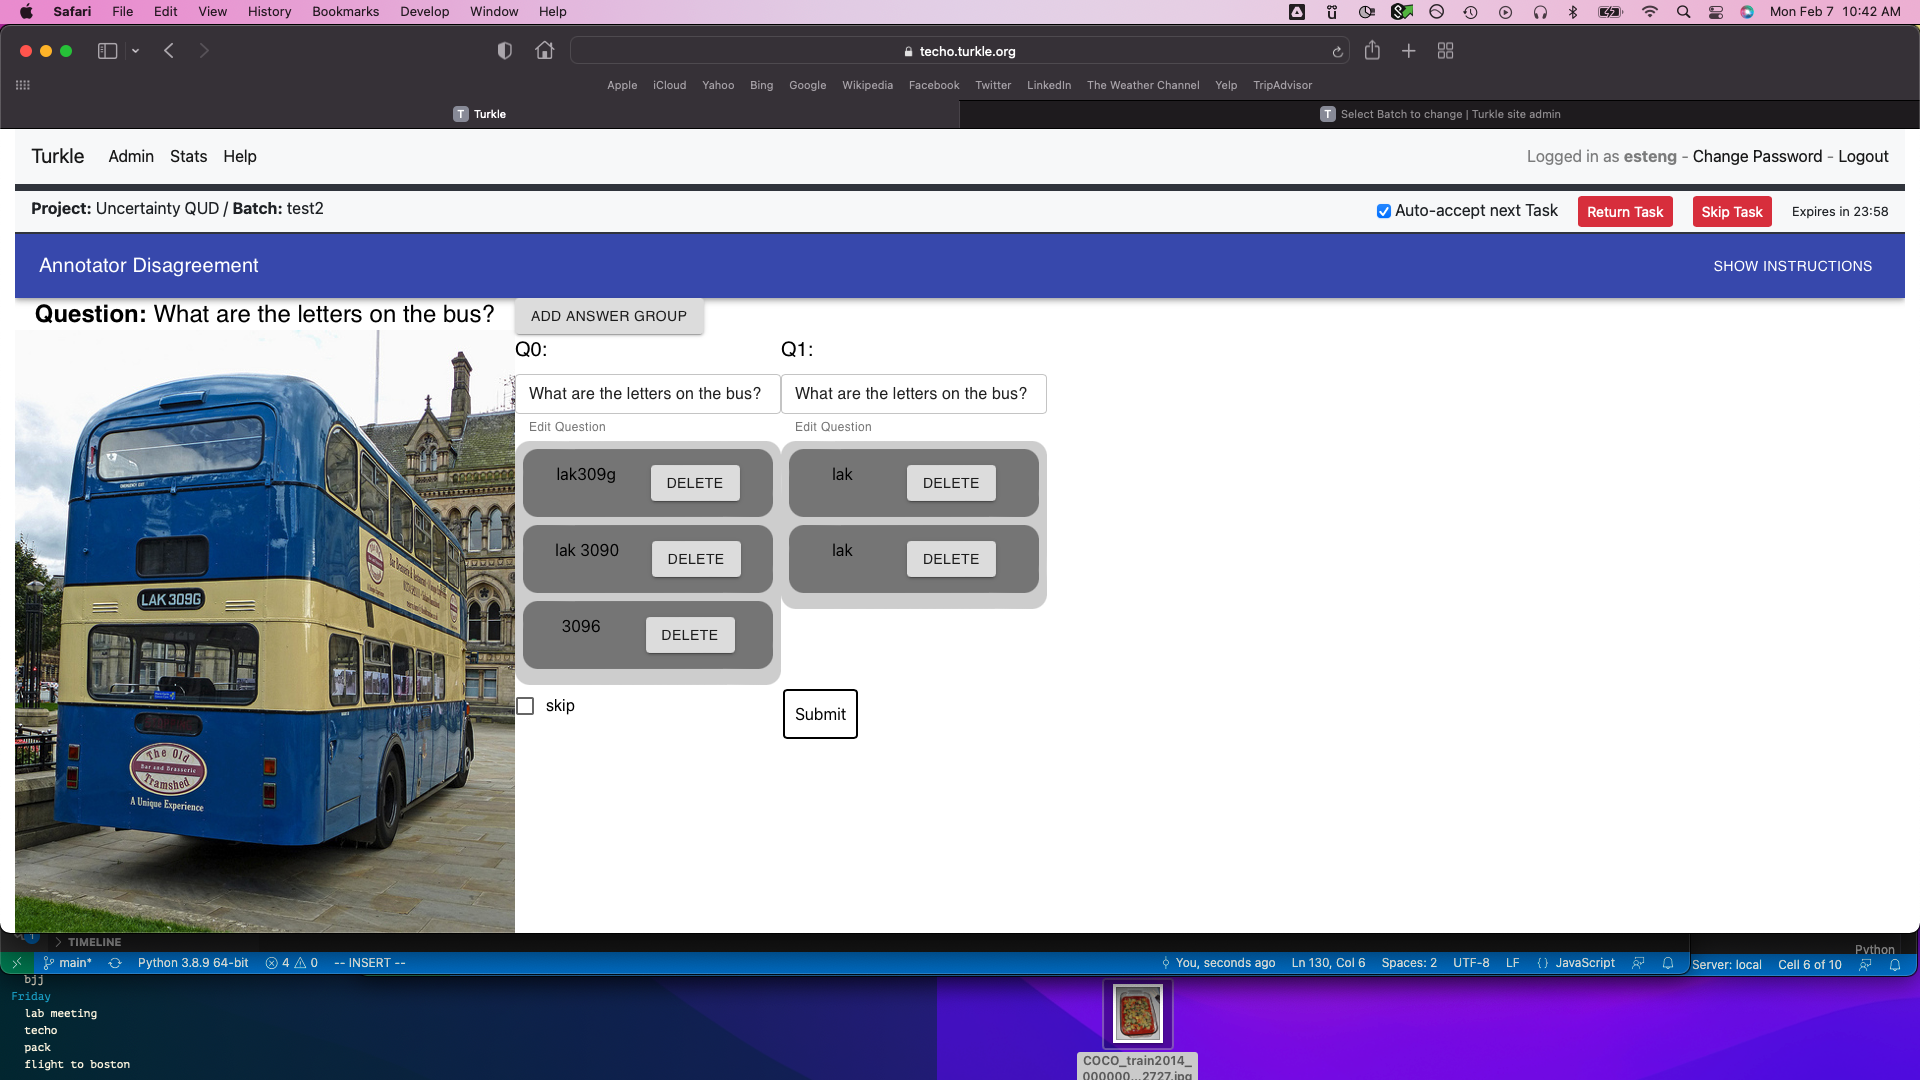 Safari File Edit View History Bookmarks Develop Window Help Mon Feb 7 10:42 AM
techo.turkle.org
Apple iCloud Yahoo Bing Google Wikipedia Facebook Twitter LinkedIn The Weather Channel Yelp TripAdvisor
T Turkle T Select Batch to change | Turkle site admin
Turkle Admin Stats Help Logged in as esteng - Change Password - Logout
Project: Uncertainty QUD / Batch: test2 Auto-accept next Task Return Task Skip Task Expires in 23:58
Annotator Disagreement SHOW INSTRUCTIONS
Question: What are the letters on the bus? ADD ANSWER GROUP
Q0: Q1:
What are the letters on the bus? What are the letters on the bus?
Edit Question Edit Question
lak309g DELETE lak DELETE
lak 3090 DELETE lak DELETE
3096 DELETE
skip Submit
LAK 309G
The Old
Bar and Brasserie
Tramshed
A Unique Experience
TIMELINE
Python
main* Python 3.8.9 64-bit 4 0 -- INSERT -- You, seconds ago Ln 130, Col 6 Spaces: 2 UTF-8 LF {} JavaScript Server: local Cell 6 of 10
bjj
Friday
lab meeting
techo
pack
flight to boston
COCO_train2014_
000000...2727.jpg